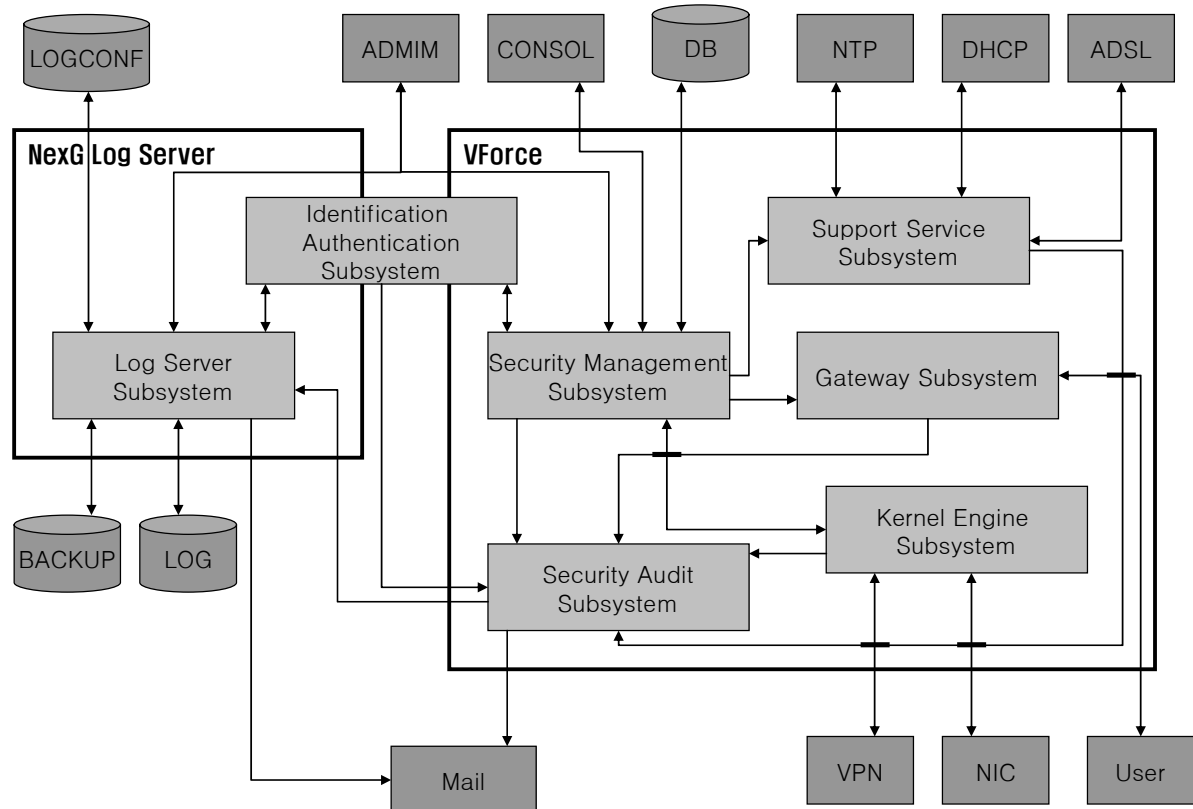 LOGCONF
ADMIM
CONSOL
DB
NTP
DHCP
ADSL
NexG Log Server
VForce
Identification
Authentication
Subsystem
Support Service
Subsystem
Log Server
Subsystem
Security Management
Subsystem
Gateway Subsystem
Kernel Engine
Subsystem
BACKUP
LOG
Security Audit
Subsystem
Mail
VPN
NIC
User